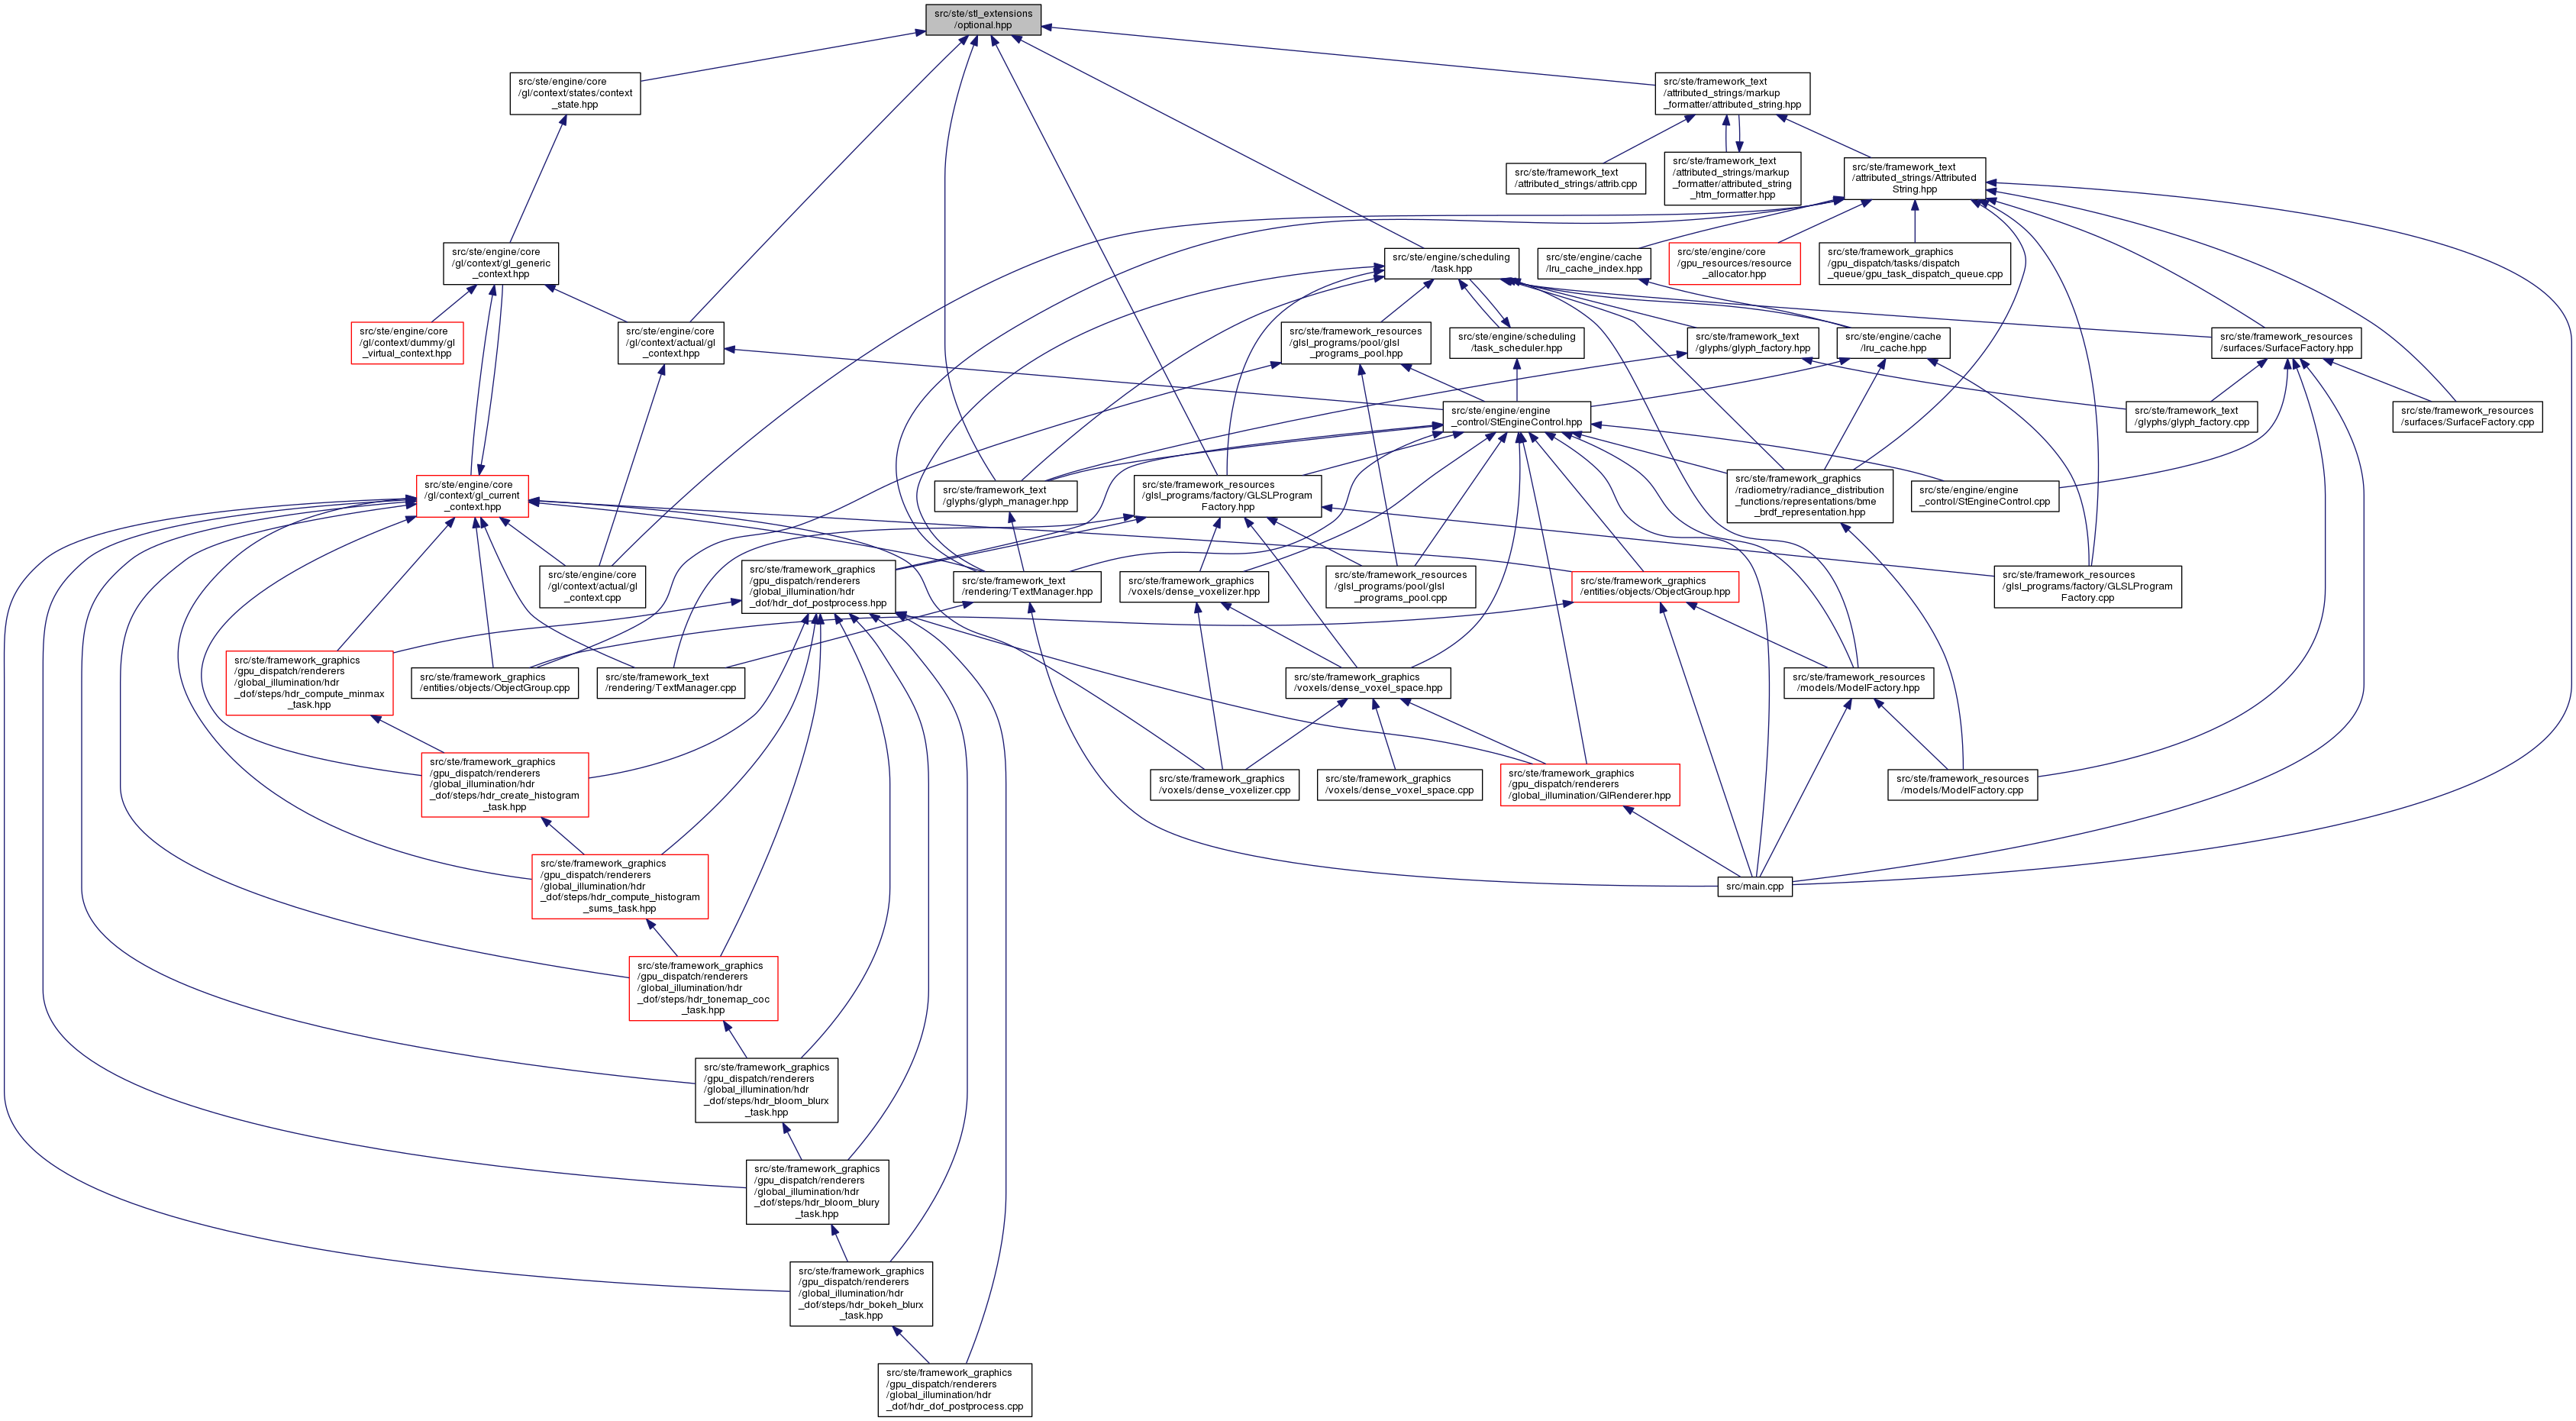 src/ste/stl_extensions
/optional.hpp
src/ste/engine/core
/gl/context/states/context
_state.hpp
src/ste/framework_text
/attributed_strings/markup
_formatter/attributed_string.hpp
src/ste/framework_text
/attributed_strings/attrib.cpp
src/ste/framework_text
/attributed_strings/markup
_formatter/attributed_string
_htm_formatter.hpp
src/ste/framework_text
/attributed_strings/Attributed
String.hpp
src/ste/engine/core
/gl/context/gl_generic
_context.hpp
src/ste/engine/scheduling
/task.hpp
src/ste/engine/cache
/lru_cache_index.hpp
src/ste/engine/core
/gpu_resources/resource
_allocator.hpp
src/ste/framework_graphics
/gpu_dispatch/tasks/dispatch
_queue/gpu_task_dispatch_queue.cpp
src/ste/engine/core
/gl/context/dummy/gl
_virtual_context.hpp
src/ste/engine/core
/gl/context/actual/gl
_context.hpp
src/ste/framework_resources
/glsl_programs/pool/glsl
_programs_pool.hpp
src/ste/engine/scheduling
/task_scheduler.hpp
src/ste/framework_text
/glyphs/glyph_factory.hpp
src/ste/engine/cache
/lru_cache.hpp
src/ste/framework_resources
/surfaces/SurfaceFactory.hpp
src/ste/engine/engine
_control/StEngineControl.hpp
src/ste/framework_text
/glyphs/glyph_factory.cpp
src/ste/framework_resources
/surfaces/SurfaceFactory.cpp
src/ste/engine/core
/gl/context/gl_current
_context.hpp
src/ste/framework_text
/glyphs/glyph_manager.hpp
src/ste/framework_resources
/glsl_programs/factory/GLSLProgram
Factory.hpp
src/ste/framework_graphics
/radiometry/radiance_distribution
_functions/representations/bme
_brdf_representation.hpp
src/ste/engine/engine
_control/StEngineControl.cpp
src/ste/engine/core
/gl/context/actual/gl
_context.cpp
src/ste/framework_graphics
/gpu_dispatch/renderers
/global_illumination/hdr
_dof/hdr_dof_postprocess.hpp
src/ste/framework_text
/rendering/TextManager.hpp
src/ste/framework_graphics
/voxels/dense_voxelizer.hpp
src/ste/framework_resources
/glsl_programs/pool/glsl
_programs_pool.cpp
src/ste/framework_graphics
/entities/objects/ObjectGroup.hpp
src/ste/framework_resources
/glsl_programs/factory/GLSLProgram
Factory.cpp
src/ste/framework_graphics
/gpu_dispatch/renderers
/global_illumination/hdr
_dof/steps/hdr_compute_minmax
_task.hpp
src/ste/framework_graphics
/entities/objects/ObjectGroup.cpp
src/ste/framework_text
/rendering/TextManager.cpp
src/ste/framework_graphics
/voxels/dense_voxel_space.hpp
src/ste/framework_resources
/models/ModelFactory.hpp
src/ste/framework_graphics
/gpu_dispatch/renderers
/global_illumination/hdr
_dof/steps/hdr_create_histogram
_task.hpp
src/ste/framework_graphics
/voxels/dense_voxelizer.cpp
src/ste/framework_graphics
/voxels/dense_voxel_space.cpp
src/ste/framework_graphics
/gpu_dispatch/renderers
/global_illumination/GIRenderer.hpp
src/ste/framework_resources
/models/ModelFactory.cpp
src/ste/framework_graphics
/gpu_dispatch/renderers
/global_illumination/hdr
_dof/steps/hdr_compute_histogram
_sums_task.hpp
src/main.cpp
src/ste/framework_graphics
/gpu_dispatch/renderers
/global_illumination/hdr
_dof/steps/hdr_tonemap_coc
_task.hpp
src/ste/framework_graphics
/gpu_dispatch/renderers
/global_illumination/hdr
_dof/steps/hdr_bloom_blurx
_task.hpp
src/ste/framework_graphics
/gpu_dispatch/renderers
/global_illumination/hdr
_dof/steps/hdr_bloom_blury
_task.hpp
src/ste/framework_graphics
/gpu_dispatch/renderers
/global_illumination/hdr
_dof/steps/hdr_bokeh_blurx
_task.hpp
src/ste/framework_graphics
/gpu_dispatch/renderers
/global_illumination/hdr
_dof/hdr_dof_postprocess.cpp